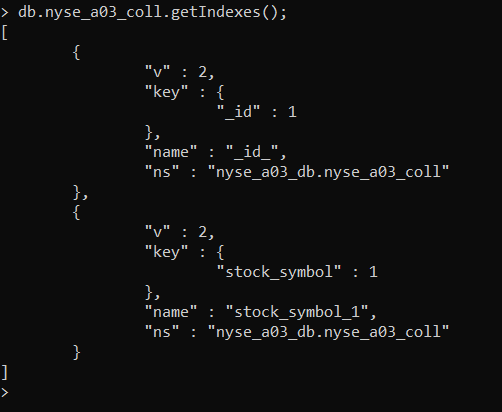 > db.nyse_a03_coll.getIndexes();
[
        {
                "v" : 2,
                "key" : {
                        "_id" : 1
                },
                "name" : "_id_",
                "ns" : "nyse_a03_db.nyse_a03_coll"
        },
        {
                "v" : 2,
                "key" : {
                        "stock_symbol" : 1
                },
                "name" : "stock_symbol_1",
                "ns" : "nyse_a03_db.nyse_a03_coll"
        }
]
>